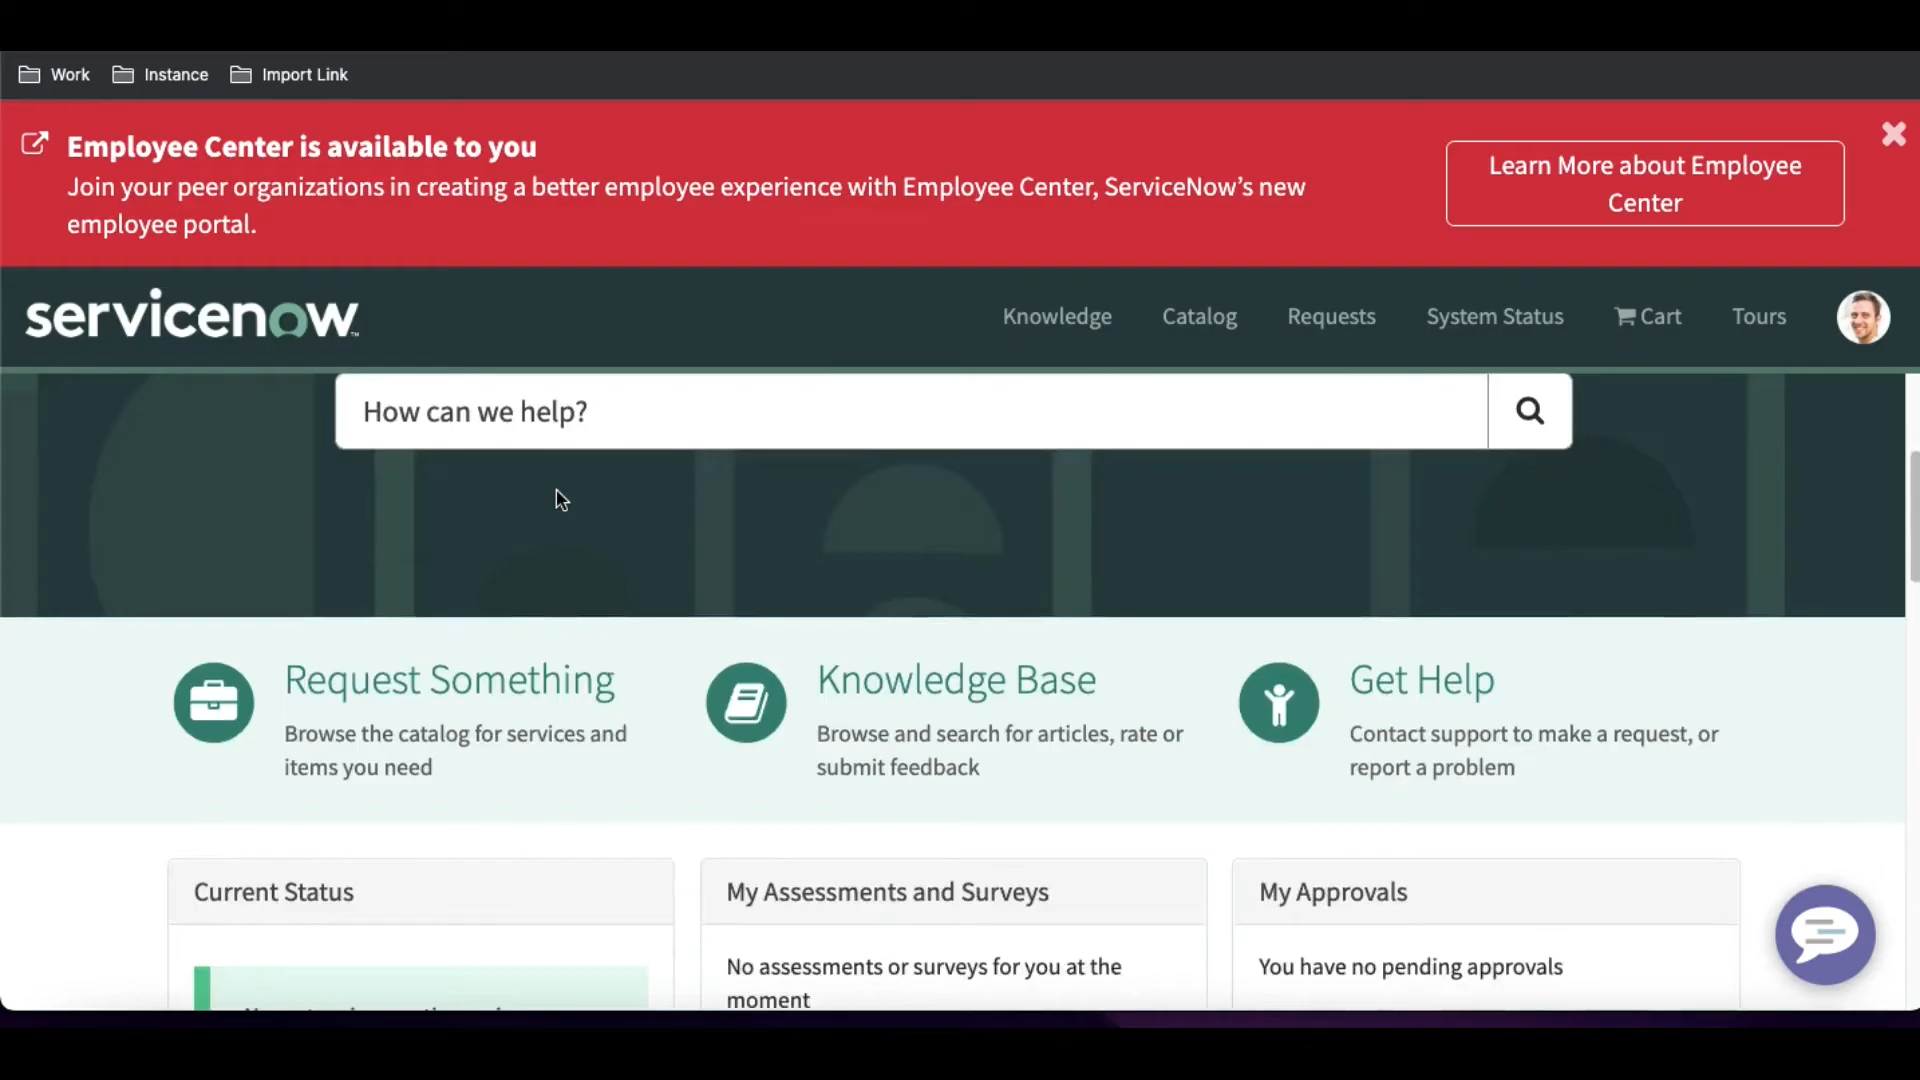 Work Instance Import Link
Employee Center is available to you
Join your peer organizations in creating a better employee experience with Employee Center, ServiceNow's new
employee portal.
Learn More about Employee
Center
servicenow™
Knowledge Catalog Requests System Status Cart Tours
How can we help?
Request Something
Browse the catalog for services and
items you need
Knowledge Base
Browse and search for articles, rate or
submit feedback
Get Help
Contact support to make a request, or
report a problem
Current Status
My Assessments and Surveys
No assessments or surveys for you at the
moment
My Approvals
You have no pending approvals